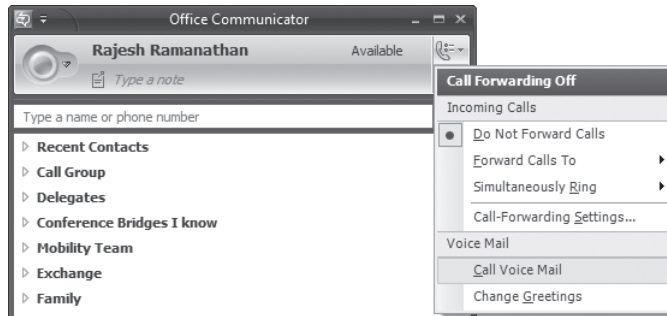 Office Communicator
Rajesh Ramanathan Available
Type a note
Type a name or phone number
Recent Contacts
Call Group
Delegates
Conference Bridges I know
Mobility Team
Exchange
Family
Call Forwarding Off
Incoming Calls
Do Not Forward Calls
Forward Calls To
Simultaneously Ring
Call-Forwarding Settings...
Voice Mail
Call Voice Mail
Change Greetings